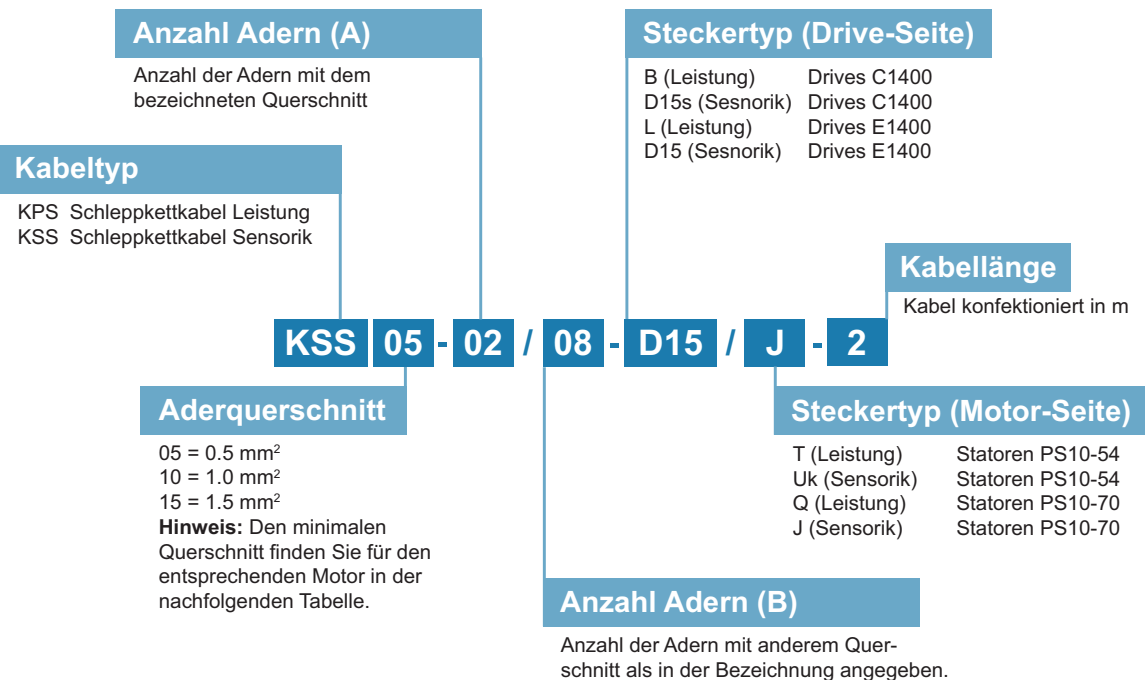 Anzahl Adern (A)
Anzahl der Adern mit dem
bezeichneten Querschnitt
Steckertyp (Drive-Seite)
B (Leistung) Drives C1400
D15s (Sesnorik) Drives C1400
L (Leistung) Drives E1400
D15 (Sesnorik) Drives E1400
Kabeltyp
KPS Schleppkettkabel Leistung
KSS Schleppkettkabel Sensorik
Kabellänge
Kabel konfektioniert in m
KSS 05 - 02 / 08 - D15 / J - 2
Aderquerschnitt
05 = 0.5 mm²
10 = 1.0 mm²
15 = 1.5 mm²
Hinweis: Den minimalen
Querschnitt finden Sie für den
entsprechenden Motor in der
nachfolgenden Tabelle.
Steckertyp (Motor-Seite)
T (Leistung) Statoren PS10-54
Uk (Sensorik) Statoren PS10-54
Q (Leistung) Statoren PS10-70
J (Sensorik) Statoren PS10-70
Anzahl Adern (B)
Anzahl der Adern mit anderem Quer-
schnitt als in der Bezeichnung angegeben.